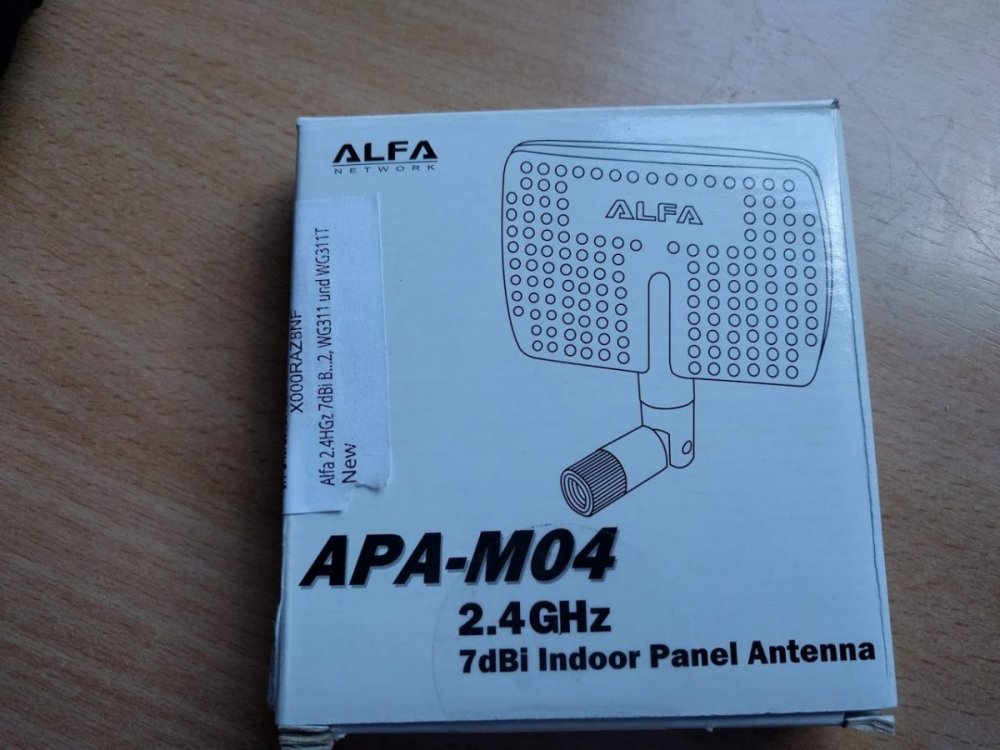 ALFA
NETWORK
ALFA
X000RAZ8NF
Alfa 2.4HGz 7dBi B...2, WG311 und WG311T
New
APA-M04
2.4GHz
7dBi Indoor Panel Antenna